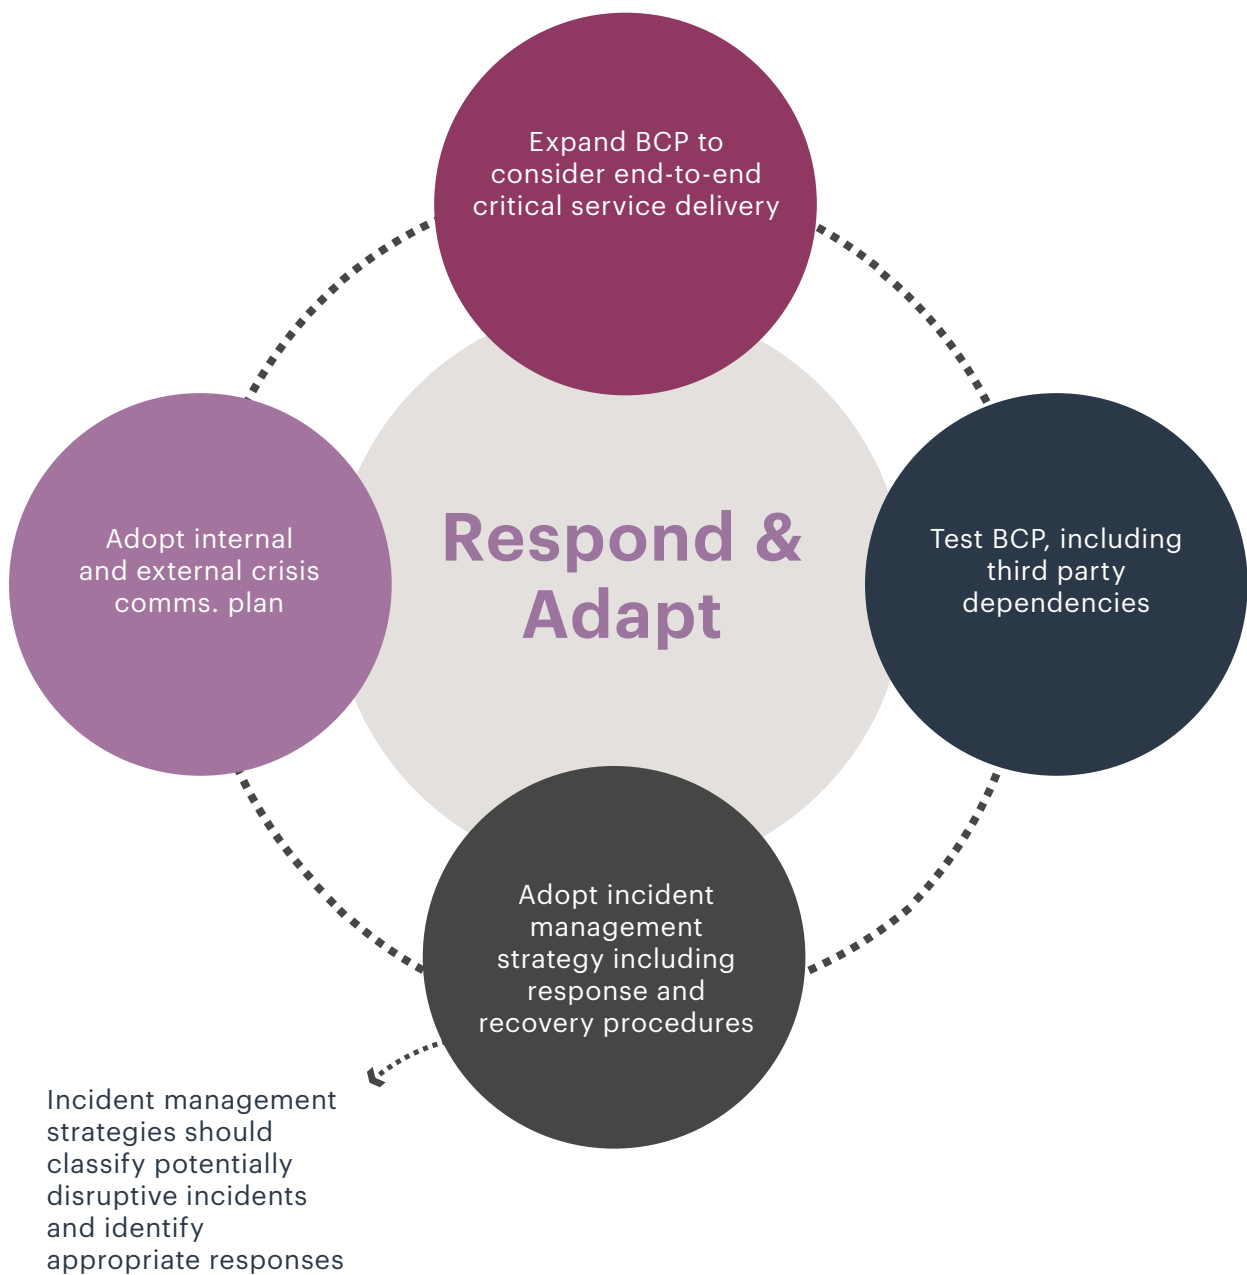 Expand BCP to
consider end-to-end
critical service delivery
Adopt internal
and external crisis
comms. plan
Respond &
Adapt
Test BCP, including
third party
dependencies
Adopt incident
management
strategy including
response and
recovery procedures
Incident management
strategies should
classify potentially
disruptive incidents
and identify
appropriate responses